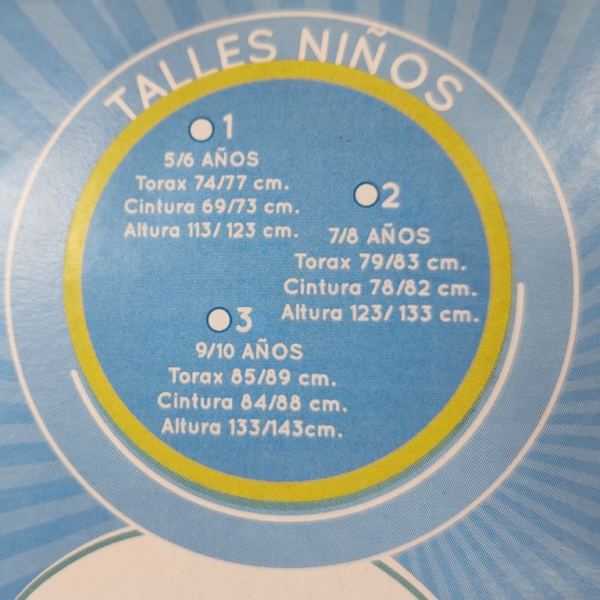 TALLES NIÑOS
1
5/6 AÑOS
Torax 74/77 cm.
Cintura 69/73 cm.
Altura 113/ 123 cm.
2
7/8 AÑOS
Torax 79/83 cm.
Cintura 78/82 cm.
Altura 123/ 133 cm.
3
9/10 AÑOS
Torax 85/89 cm.
Cintura 84/88 cm.
Altura 133/143cm.